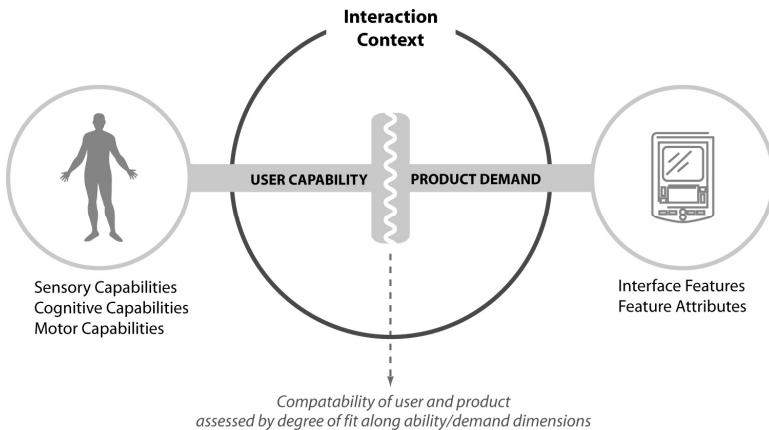 Interaction
Context
USER CAPABILITY
PRODUCT DEMAND
Sensory Capabilities
Cognitive Capabilities
Motor Capabilities
Interface Features
Feature Attributes
Compatability of user and product
assessed by degree of fit along ability/demand dimensions